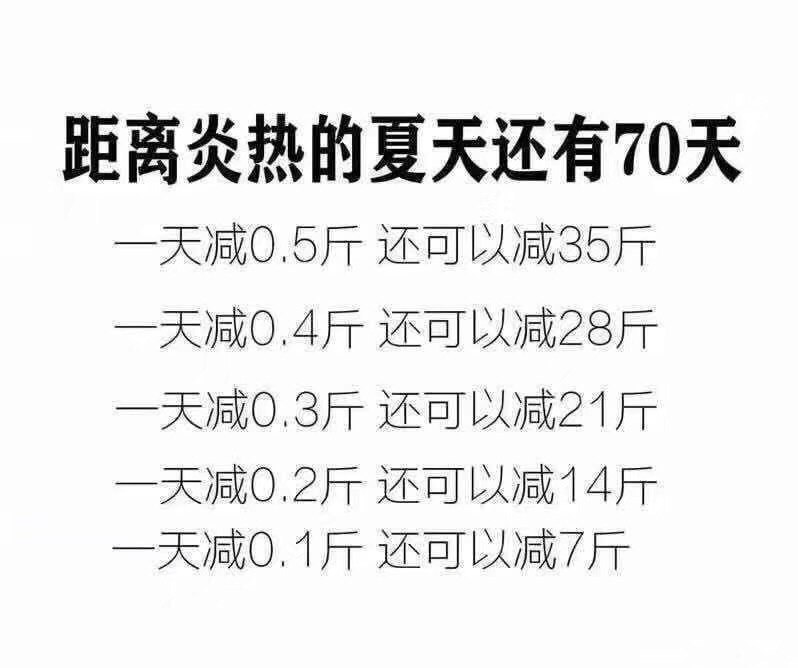 距离炎热的夏天还有70天
一天减0.5斤 还可以减35斤
一天减0.4斤 还可以减28斤
一天减0.3斤 还可以减21斤
一天减0.2斤 还可以减14斤
一天减0.1斤 还可以减7斤